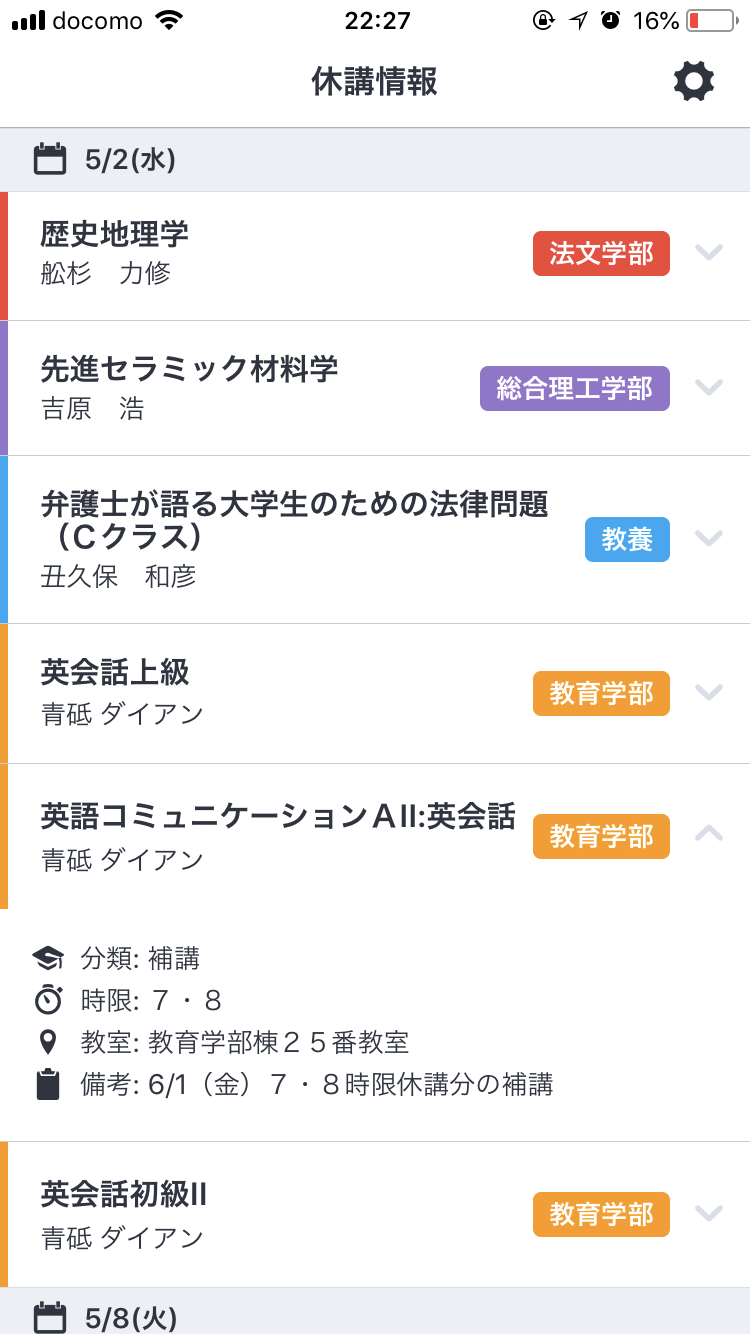 docomo 22:27 16%
休講情報
5/2(水)
歴史地理学
舩杉　力修
法文学部
先進セラミック材料学
吉原　浩
総合理工学部
弁護士が語る大学生のための法律問題
（Ｃクラス）
丑久保　和彦
教養
英会話上級
青砥 ダイアン
教育学部
英語コミュニケーションＡⅡ:英会話
青砥 ダイアン
教育学部
分類: 補講
時限: ７・８
教室: 教育学部棟２５番教室
備考: 6/1（金）７・８時限休講分の補講
英会話初級Ⅱ
青砥 ダイアン
教育学部
5/8(火)